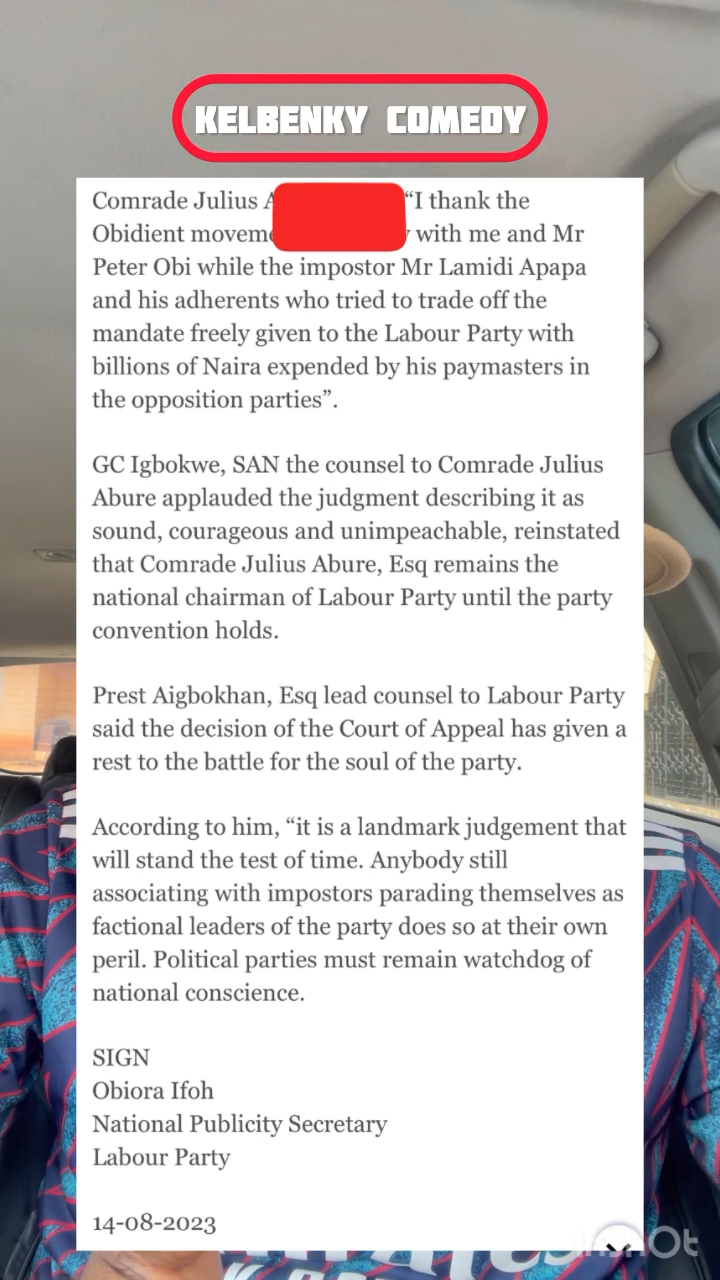 KELBENKY COMEDY
Comrade Julius A “I thank the
Obidient movem with me and Mr
Peter Obi while the impostor Mr Lamidi Apapa
and his adherents who tried to trade off the
mandate freely given to the Labour Party with
billions of Naira expended by his paymasters in
the opposition parties”.
GC Igbokwe, SAN the counsel to Comrade Julius
Abure applauded the judgment describing it as
sound, courageous and unimpeachable, reinstated
that Comrade Julius Abure, Esq remains the
national chairman of Labour Party until the party
convention holds.
Prest Aigbokhan, Esq lead counsel to Labour Party
said the decision of the Court of Appeal has given a
rest to the battle for the soul of the party.
According to him, “it is a landmark judgement that
will stand the test of time. Anybody still
associating with impostors parading themselves as
factional leaders of the party does so at their own
peril. Political parties must remain watchdog of
national conscience.
SIGN
Obiora Ifoh
National Publicity Secretary
Labour Party
14-08-2023